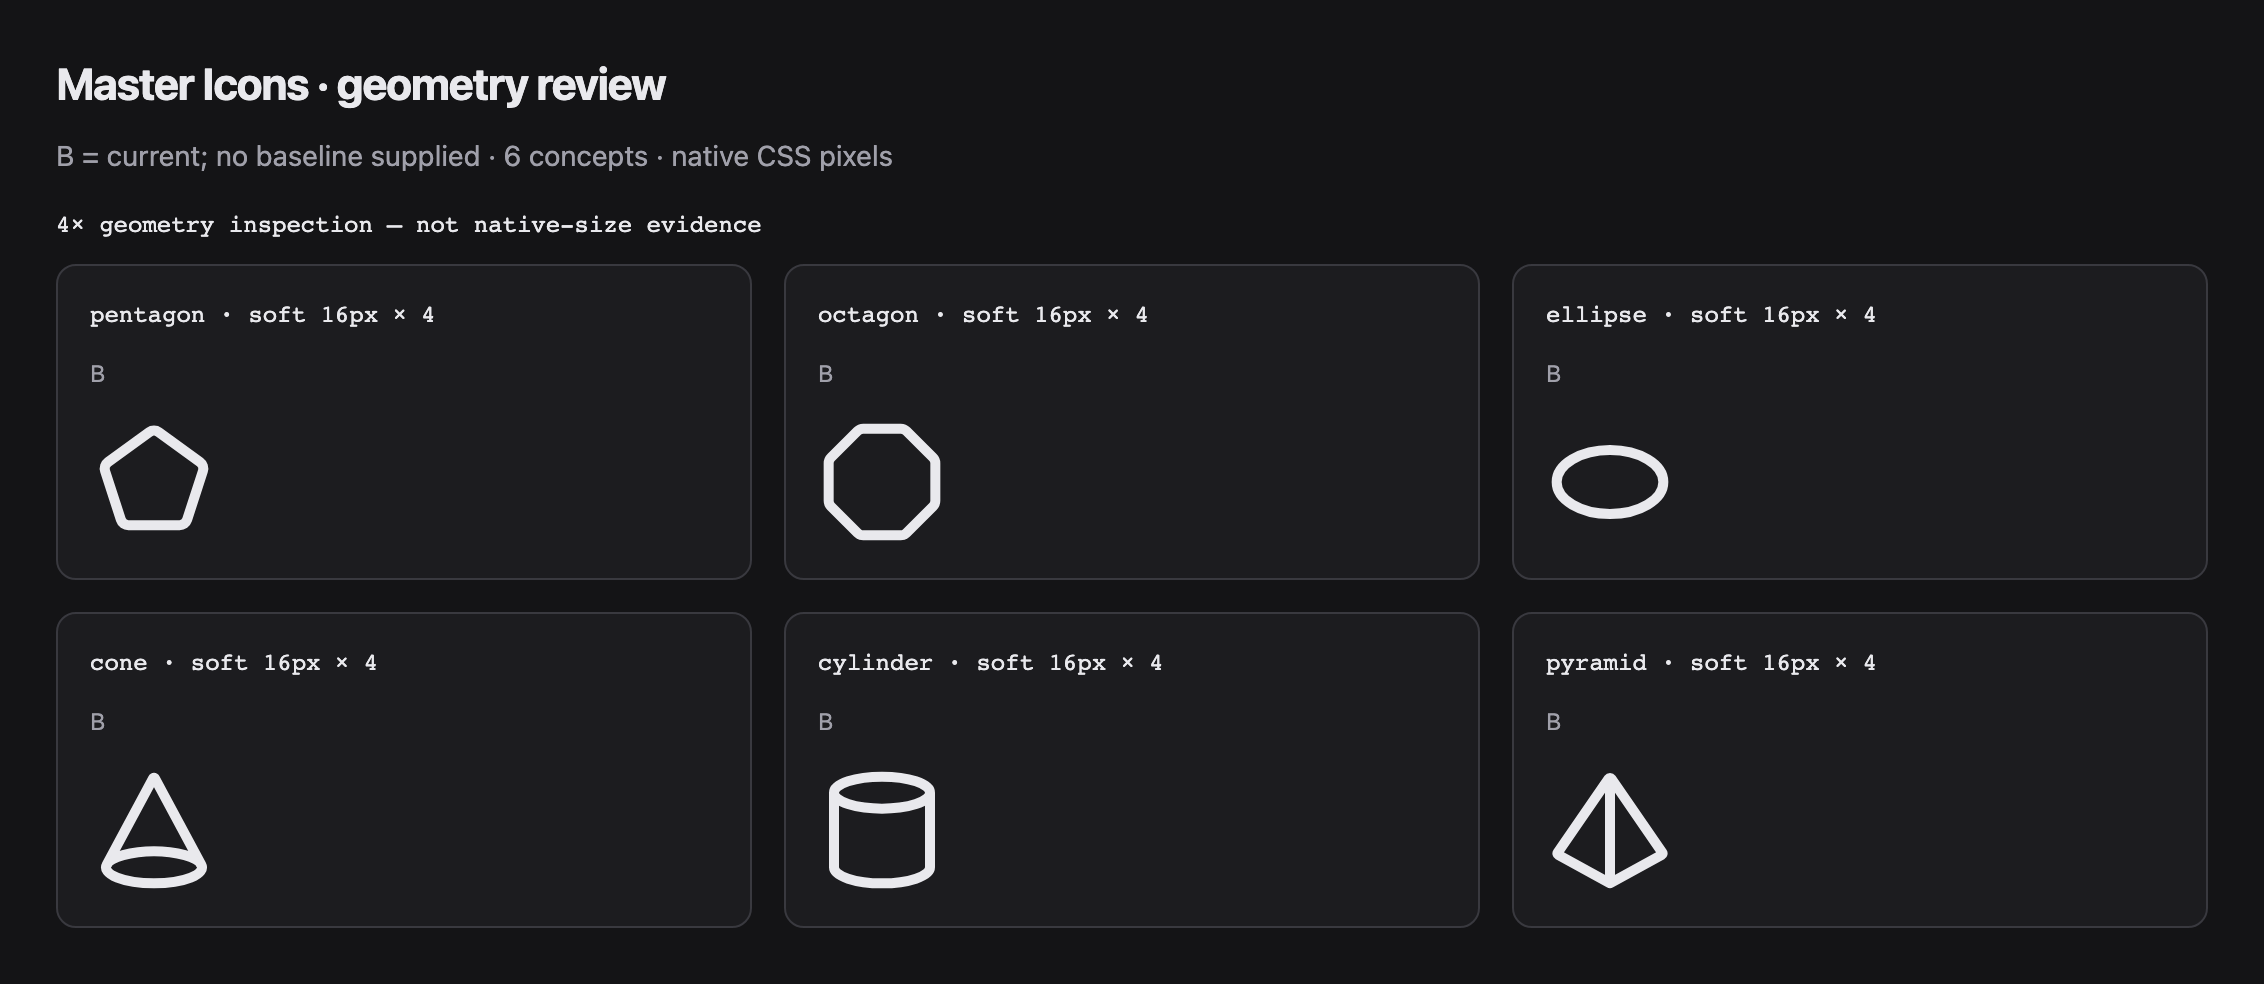 Master Icons · geometry review
B = current; no baseline supplied · 6 concepts · native CSS pixels
4× geometry inspection — not native-size evidence
pentagon · soft 16px × 4
B
octagon · soft 16px × 4
B
ellipse · soft 16px × 4
B
cone · soft 16px × 4
B
cylinder · soft 16px × 4
B
pyramid · soft 16px × 4
B